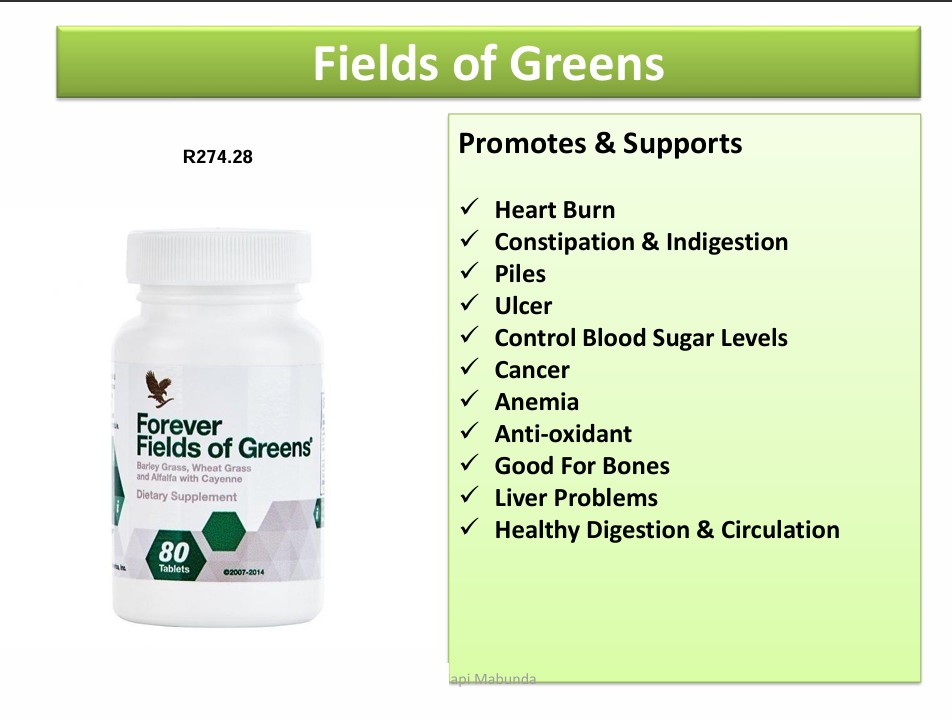 Fields of Greens
R274.28
Promotes & Supports
✓ Heart Burn
✓ Constipation & Indigestion
✓ Piles
✓ Ulcer
✓ Control Blood Sugar Levels
✓ Cancer
✓ Anemia
✓ Anti-oxidant
✓ Good For Bones
✓ Liver Problems
✓ Healthy Digestion & Circulation
Forever
Fields of Greens®
Barley Grass, Wheat Grass
and Alfalfa with Cayenne
Dietary Supplement
80
Tablets
©2007-2014
api Mabunda